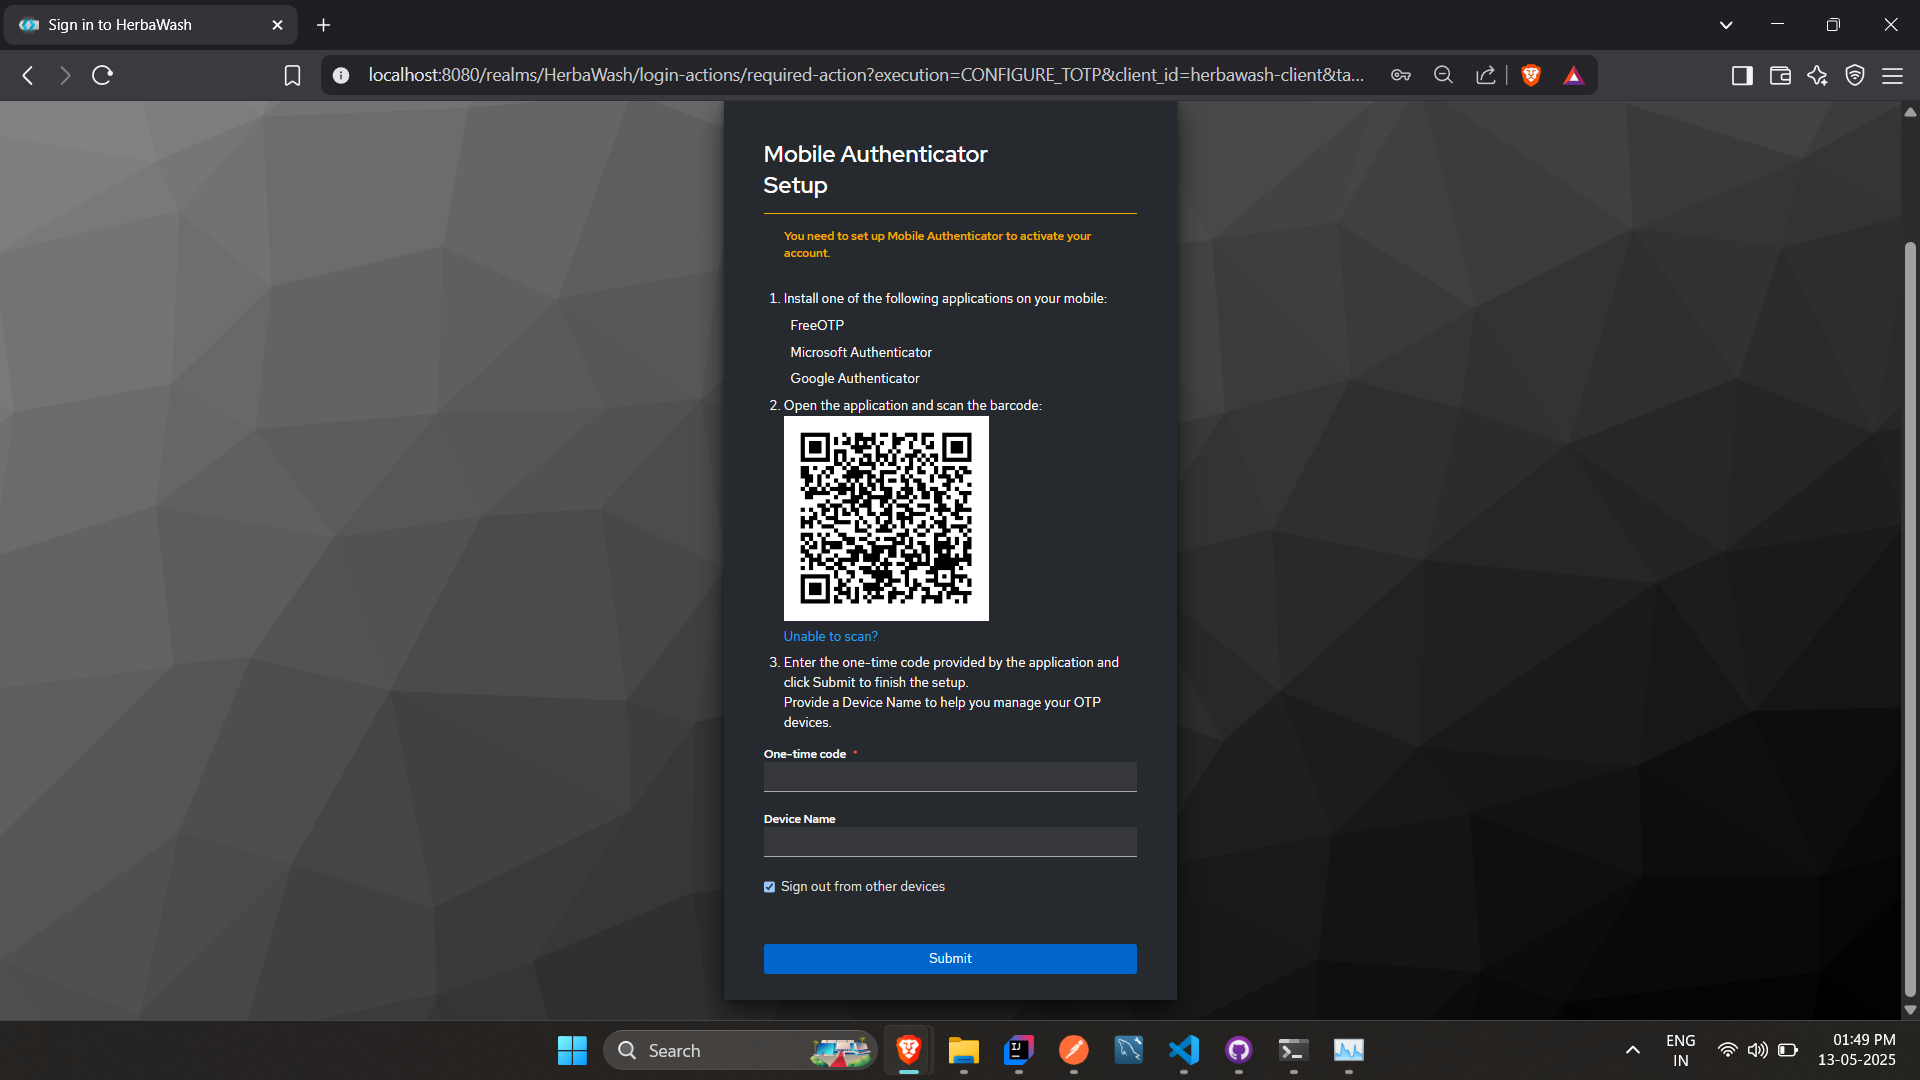 Sign in to HerbaWash
localhost:8080/realms/HerbaWash/login-actions/required-action?execution=CONFIGURE_TOTP&client_id=herbawash-client&ta...
Mobile Authenticator
Setup
You need to set up Mobile Authenticator to activate your
account.
1. Install one of the following applications on your mobile:
FreeOTP
Microsoft Authenticator
Google Authenticator
2. Open the application and scan the barcode:
Unable to scan?
3. Enter the one-time code provided by the application and
click Submit to finish the setup.
Provide a Device Name to help you manage your OTP
devices.
One-time code *
Device Name
Sign out from other devices
Submit
Search
IJ
ENG
IN
01:49 PM
13-05-2025